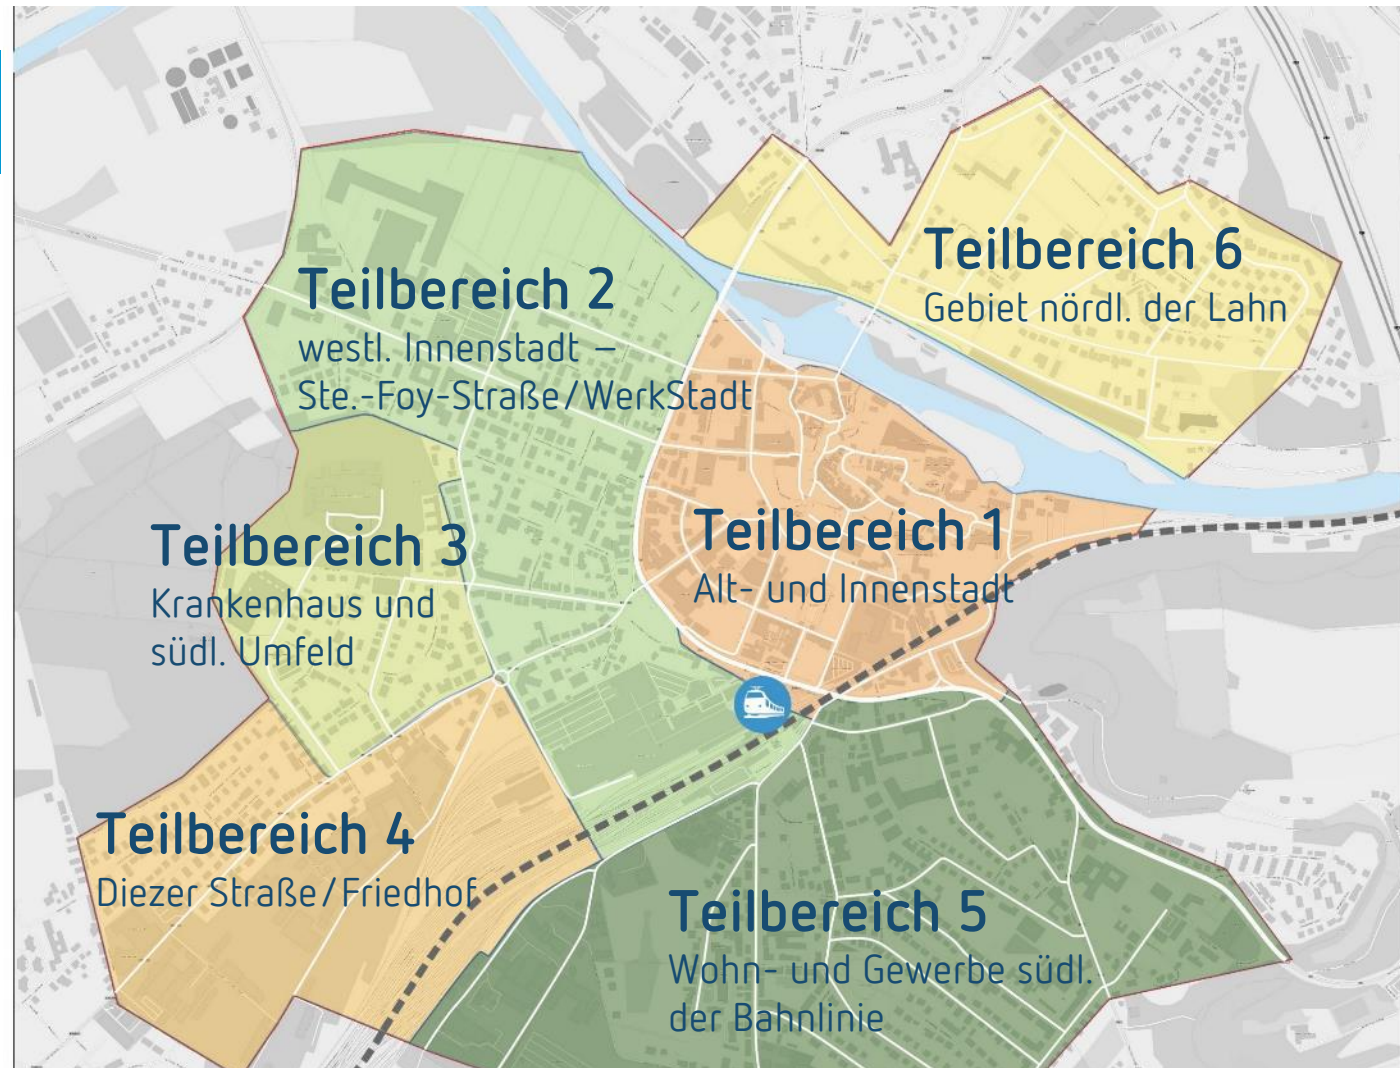 Teilbereich 6
Gebiet nördl. der Lahn
Teilbereich 2
westl. Innenstadt –
Ste.-Foy-Straße/WerkStadt
Teilbereich 3
Krankenhaus und
südl. Umfeld
Teilbereich 1
Alt- und Innenstadt
Teilbereich 4
Diezer Straße/Friedhof
Teilbereich 5
Wohn- und Gewerbe südl.
der Bahnlinie